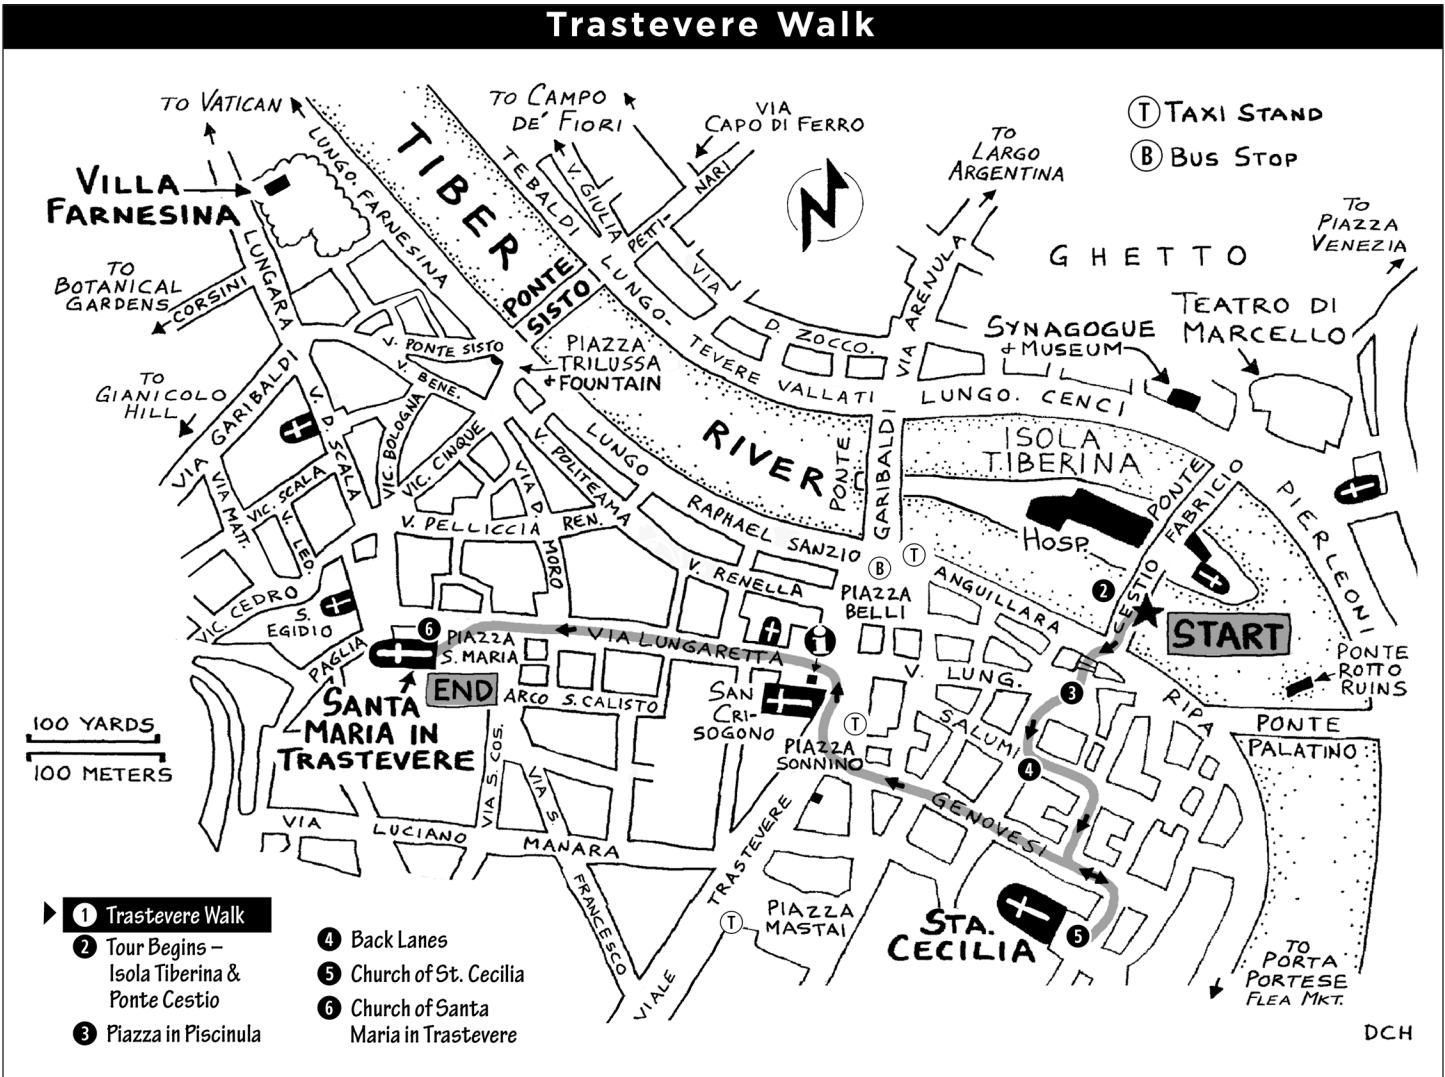 Trastevere Walk
TO VATICAN
TO CAMPO
DE' FIORI
VIA
CAPO DI FERRO
TO
LARGO
ARGENTINA
T TAXI STAND
B BUS STOP
VILLA
FARNESINA
LUNGO. FARNESINA
TIBER
TEBALDI
V. GIULIA
PETTI-
NARI
TO
PIAZZA
VENEZIA
GHETTO
TO
BOTANICAL
GARDENS
CORSINI
LUNGARA
PONTE
SISTO
LUNGO-
TEVERE VALLATI
VIA
D. ZOCCO.
VIA ARENULA
SYNAGOGUE
+ MUSEUM
TEATRO DI
MARCELLO
TO
GIANICOLO
HILL
VIA GARIBALDI
V. D. SCALA
V. PONTE SISTO
V. BENE.
PIAZZA
TRILUSSA
+ FOUNTAIN
LUNGO. CENCI
RIVER
PONTE
GARIBALDI
ISOLA
TIBERINA
PONTE
FABRICIO
PIERLEONI
VIC. BOLOGNA
VIC. CINQUE
V. POLITEAMA
LUNGO
RAPHAEL SANZIO
VIA MATT.
VIC. SCALA
V. LEO.
V. PELLICCIA
REN.
VIA D. MORO
V. RENELLA
HOSP.
B
T
PIAZZA
BELLI
ANGUILLARA
2
CESTIO
START
VIC. CEDRO
S.
EGIDIO
PAGLIA
6
PIAZZA
S. MARIA
VIA LUNGARETTA
i
V. LUNG.
3
PONTE
ROTTO
RUINS
END
ARCO S. CALISTO
SANTA
MARIA IN
TRASTEVERE
SAN
CRI-
SOGONO
T
PIAZZA
SONNINO
SALUMI
4
RIPA
PONTE
PALATINO
100 YARDS
100 METERS
VIA S. COS.
VIA S.
FRANCESCO
VIA LUCIANO MANARA
GENOVESI
VIALE
TRASTEVERE
T
PIAZZA
MASTAI
STA.
CECILIA
5
TO
PORTA
PORTESE
FLEA MKT.
DCH
1 Trastevere Walk
2 Tour Begins –
Isola Tiberina &
Ponte Cestio
3 Piazza in Piscinula
4 Back Lanes
5 Church of St. Cecilia
6 Church of Santa
Maria in Trastevere